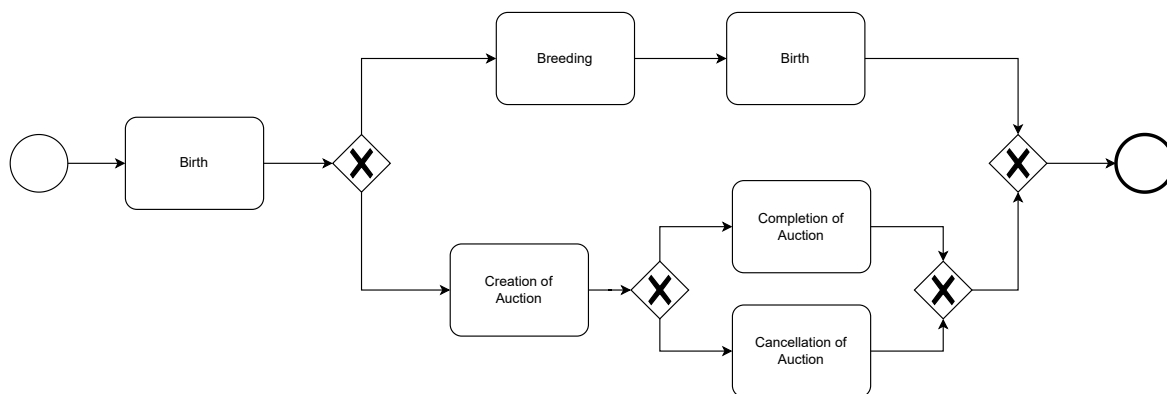 Breeding
Birth
Birth
Completion of
Auction
Creation of
Auction
Cancellation of
Auction